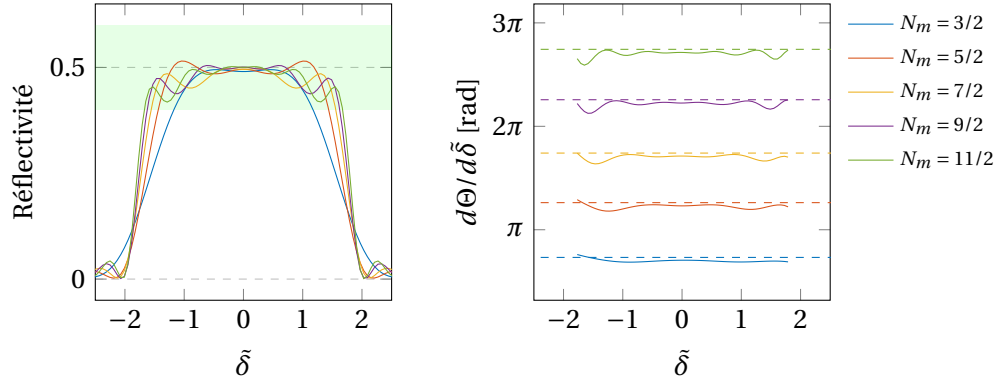 0.5
0
Réflectivité
−2
−1
0
1
2
δ̃
3π
2π
π
dΘ/dδ̃ [rad]
−2
−1
0
1
2
δ̃
N_m = 3/2
N_m = 5/2
N_m = 7/2
N_m = 9/2
N_m = 11/2